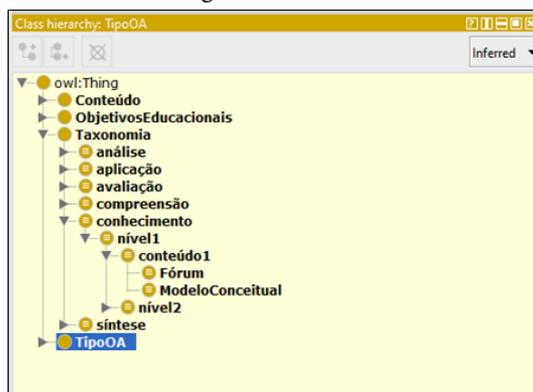 Class hierarchy: TipoOA
Inferred
owl:Thing
Conteúdo
ObjetivosEducacionais
Taxonomia
análise
aplicação
avaliação
compreensão
conhecimento
nível1
conteúdo1
Fórum
ModeloConceitual
nível2
síntese
TipoOA